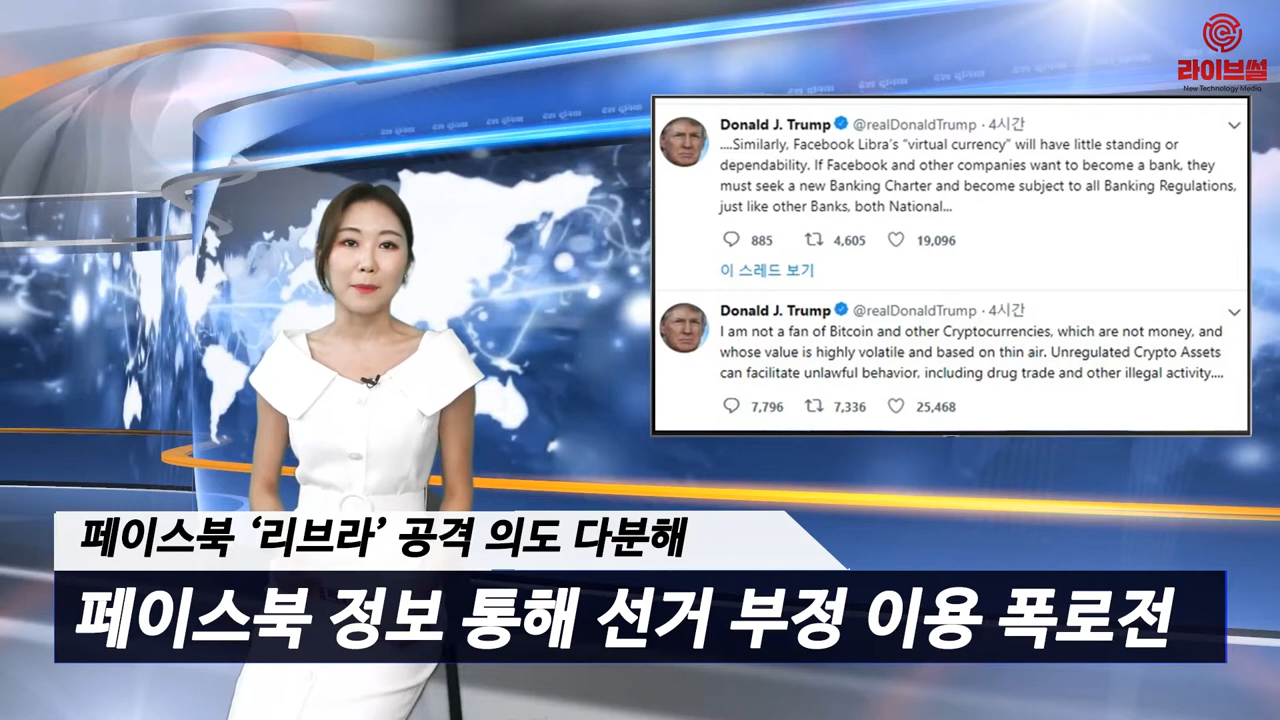 라이브썰
New Technology Media
Donald J. Trump @realDonaldTrump · 4시간
....Similarly, Facebook Libra's "virtual currency" will have little standing or
dependability. If Facebook and other companies want to become a bank, they
must seek a new Banking Charter and become subject to all Banking Regulations,
just like other Banks, both National...
885 4,605 19,096
이 스레드 보기
Donald J. Trump @realDonaldTrump · 4시간
I am not a fan of Bitcoin and other Cryptocurrencies, which are not money, and
whose value is highly volatile and based on thin air. Unregulated Crypto Assets
can facilitate unlawful behavior, including drug trade and other illegal activity....
7,796 7,336 25,468
페이스북 ‘리브라’ 공격 의도 다분해
페이스북 정보 통해 선거 부정 이용 폭로전